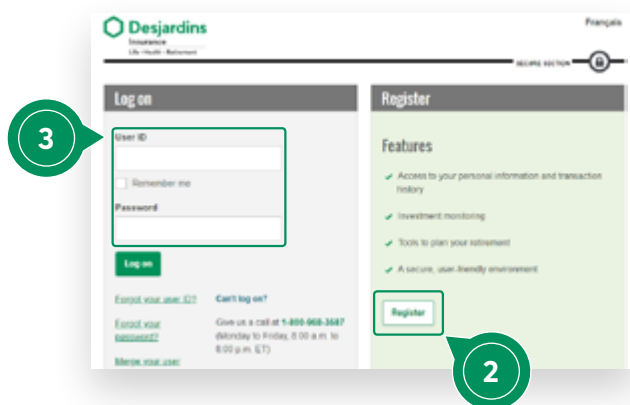 Desjardins
Insurance
Life · Health · Retirement
Français
SECURE SECTION
Log on
3
User ID
Remember me
Password
Log on
Forgot your user ID?
Forgot your
password?
Merge your user
Can't log on?
Give us a call at 1-800-968-3687
(Monday to Friday, 8:00 a.m. to
8:00 p.m. ET)
Register
Features
Access to your personal information and transaction
history
Investment monitoring
Tools to plan your retirement
A secure, user-friendly environment
Register
2